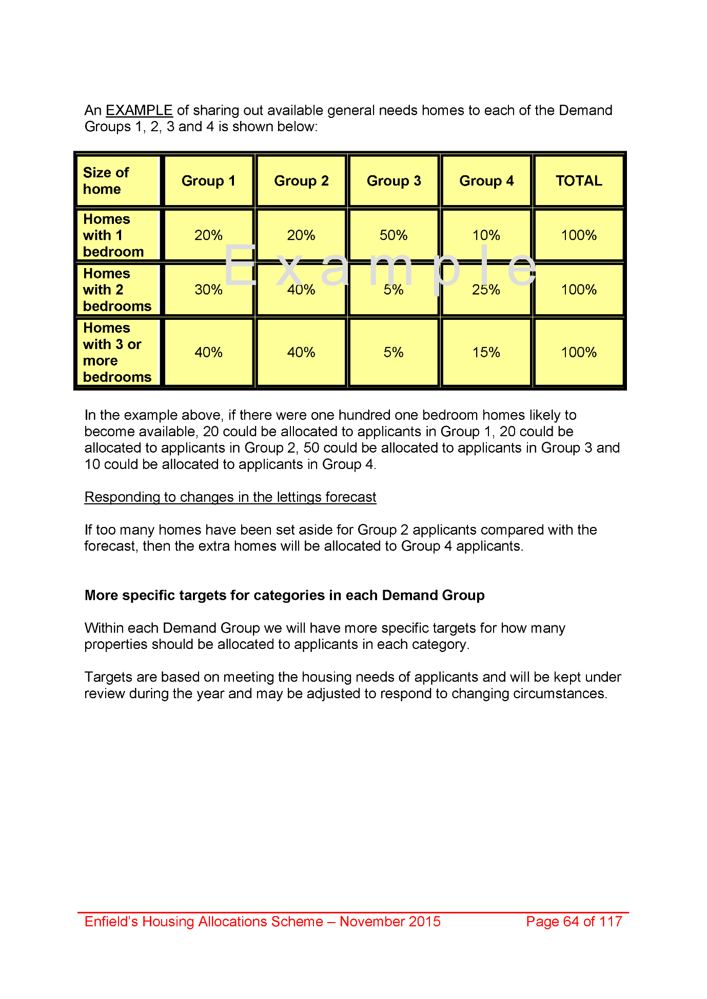 An EXAMPLE of sharing out available general needs homes to each of the Demand
Groups 1, 2, 3 and 4 is shown below:
Size of
home
Group 1
Group 2
Group 3
Group 4
TOTAL
Homes
with 1
bedroom
20%
20%
50%
10%
100%
Homes
with 2
bedrooms
30%
40%
5%
25%
100%
Homes
with 3 or
more
bedrooms
40%
40%
5%
15%
100%
Example
In the example above, if there were one hundred one bedroom homes likely to
become available, 20 could be allocated to applicants in Group 1, 20 could be
allocated to applicants in Group 2, 50 could be allocated to applicants in Group 3 and
10 could be allocated to applicants in Group 4.
Responding to changes in the lettings forecast
If too many homes have been set aside for Group 2 applicants compared with the
forecast, then the extra homes will be allocated to Group 4 applicants.
More specific targets for categories in each Demand Group
Within each Demand Group we will have more specific targets for how many
properties should be allocated to applicants in each category.
Targets are based on meeting the housing needs of applicants and will be kept under
review during the year and may be adjusted to respond to changing circumstances.
Enfield’s Housing Allocations Scheme – November 2015 Page 64 of 117